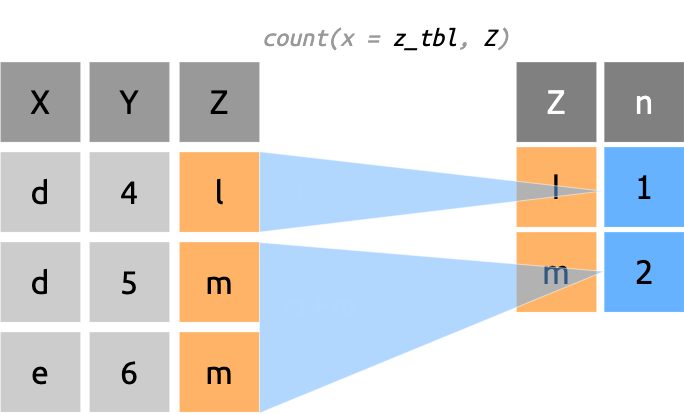 count(x = z_tbl, Z)
X Y Z Z n
d 4 l l 1
d 5 m m 2
e 6 m